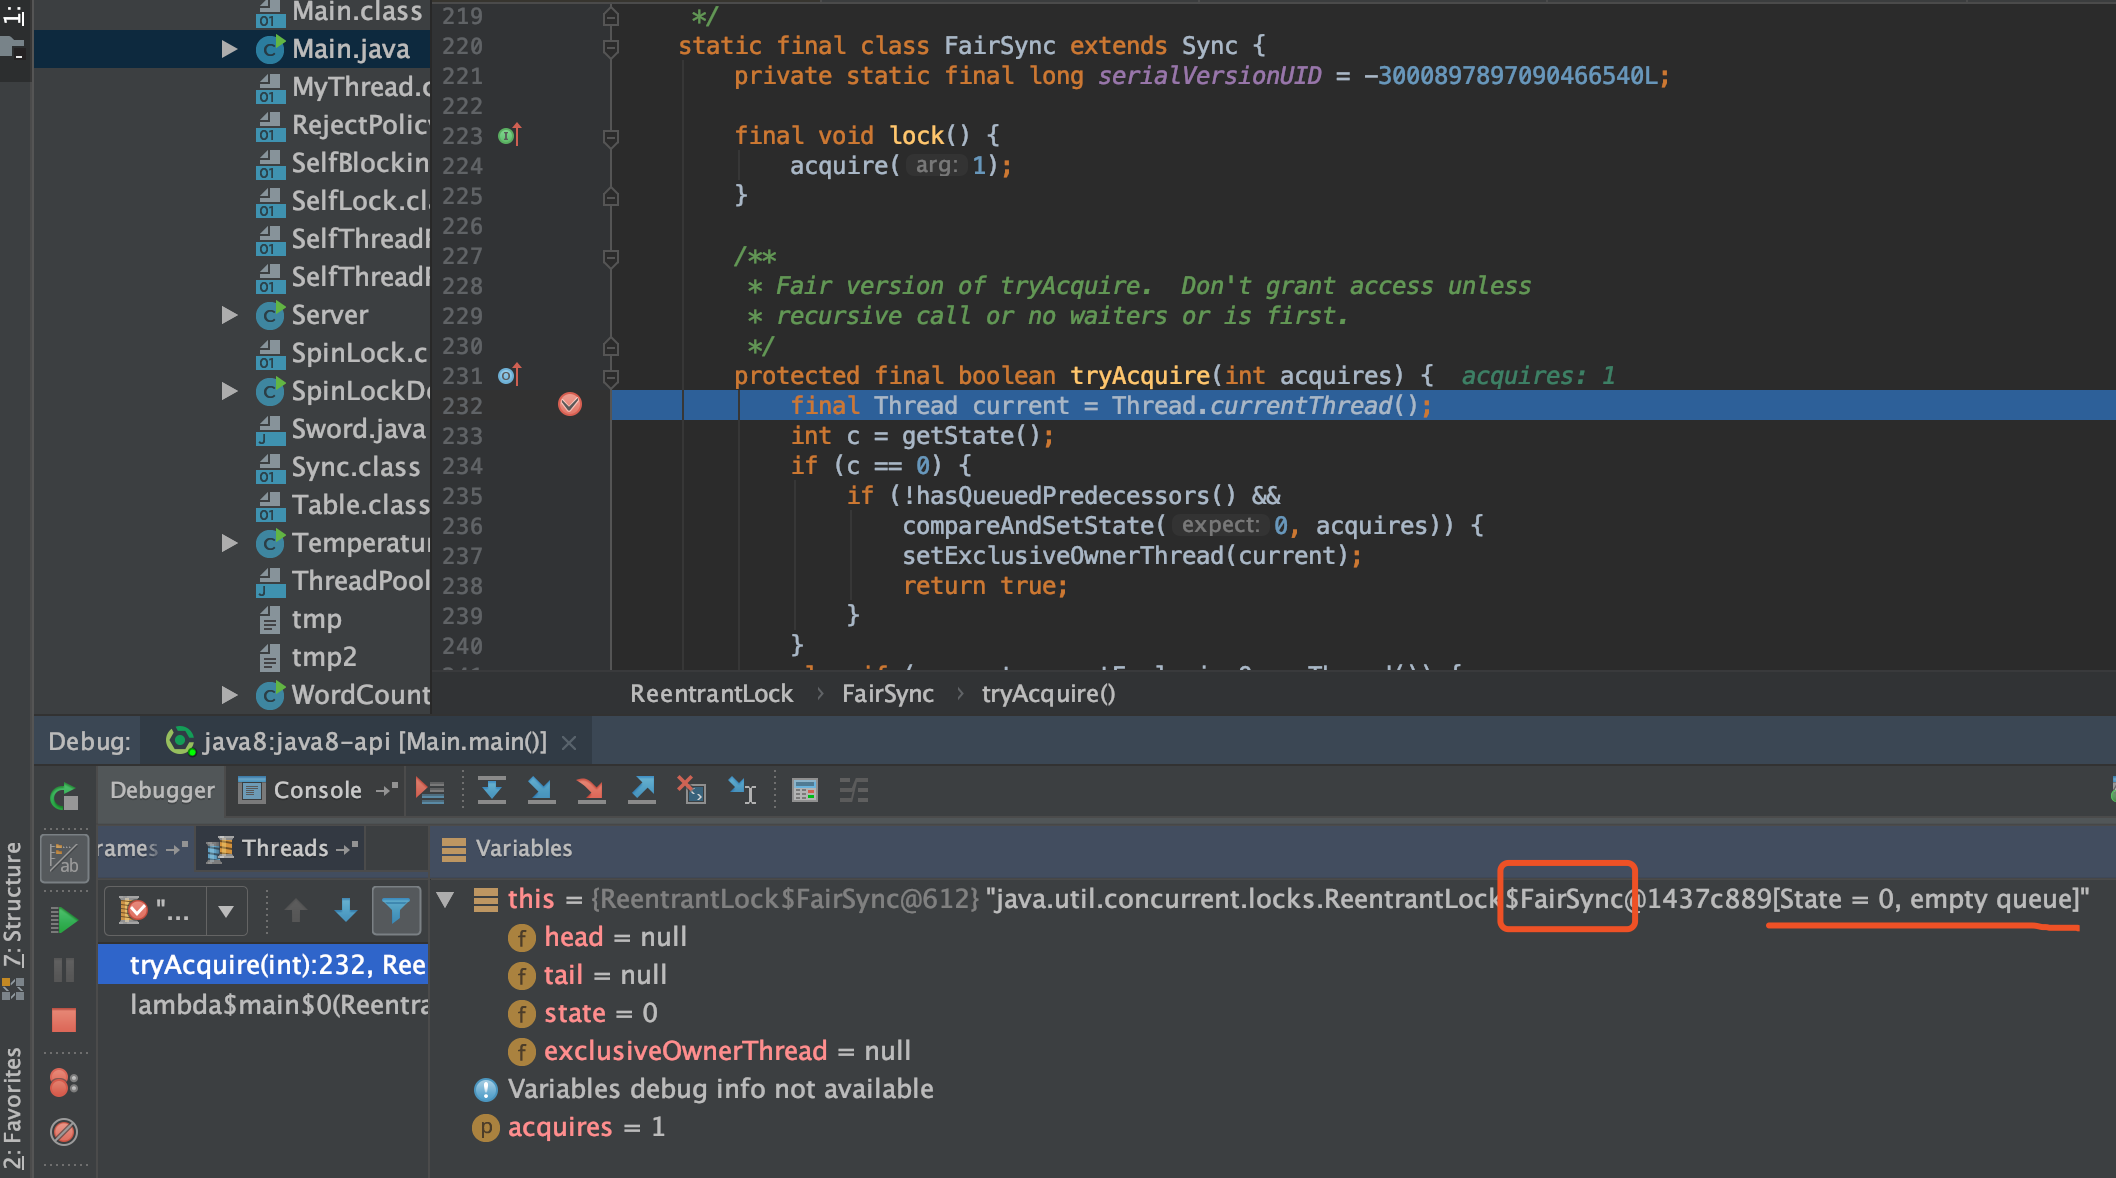 1:
Main.class
Main.java
MyThread.c
RejectPolicy
SelfBlockin
SelfLock.cl
SelfThread
SelfThread
Server
SpinLock.c
SpinLockDe
Sword.java
Sync.class
Table.class
Temperatur
ThreadPool
tmp
tmp2
WordCount
219 */
220 static final class FairSync extends Sync {
221 private static final long serialVersionUID = -3000897897090466540L;
222
223 final void lock() {
224 acquire( arg: 1);
225 }
226
227 /**
228 * Fair version of tryAcquire.  Don't grant access unless
229 * recursive call or no waiters or is first.
230 */
231 protected final boolean tryAcquire(int acquires) {  acquires: 1
232 final Thread current = Thread.currentThread();
233 int c = getState();
234 if (c == 0) {
235 if (!hasQueuedPredecessors() &&
236 compareAndSetState( expect: 0, acquires)) {
237 setExclusiveOwnerThread(current);
238 return true;
239 }
240 }
ReentrantLock › FairSync › tryAcquire()
Debug: java8:java8-api [Main.main()] ×
Debugger Console
rames Threads Variables
"...
tryAcquire(int):232, Ree
lambda$main$0(Reentra
this = {ReentrantLock$FairSync@612} "java.util.concurrent.locks.ReentrantLock$FairSync@1437c889[State = 0, empty queue]"
head = null
tail = null
state = 0
exclusiveOwnerThread = null
Variables debug info not available
acquires = 1
7: Structure
2: Favorites